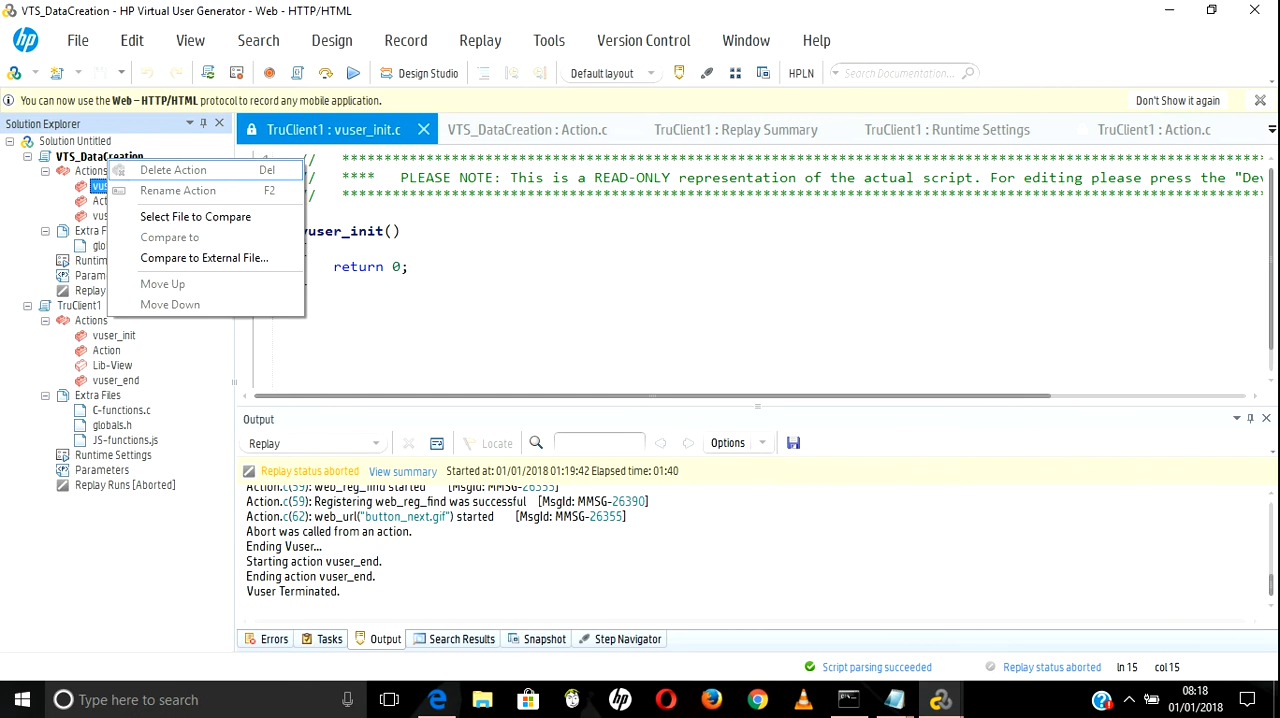 VTS_DataCreation - HP Virtual User Generator - Web - HTTP/HTML
hp File Edit View Search Design Record Replay Tools Version Control Window Help
Design Studio Default layout HPLN Search Documentation...
You can now use the Web – HTTP/HTML protocol to record any mobile application. Don't Show it again
Solution Explorer
Solution Untitled
VTS_DataCreation
Actions
Extra Fi
Runtim
Param
Replay
Delete Action Del
Rename Action F2
Select File to Compare
Compare to
Compare to External File...
Move Up
Move Down
TruClient1
Actions
vuser_init
Action
Lib-View
vuser_end
Extra Files
C-functions.c
globals.h
JS-functions.js
Runtime Settings
Parameters
Replay Runs [Aborted]
TruClient1 : vuser_init.c VTS_DataCreation : Action.c TruClient1 : Replay Summary TruClient1 : Runtime Settings TruClient1 : Action.c
**** PLEASE NOTE: This is a READ-ONLY representation of the actual script. For editing please press the "Dev
vuser_init()
return 0;
Output
Replay Locate Options
Replay status aborted View summary Started at: 01/01/2018 01:19:42 Elapsed time: 01:40
Action.c(59): web_reg_find started [MsgId: MMSG-26355]
Action.c(59): Registering web_reg_find was successful [MsgId: MMSG-26390]
Action.c(62): web_url("button_next.gif") started [MsgId: MMSG-26355]
Abort was called from an action.
Ending Vuser...
Starting action vuser_end.
Ending action vuser_end.
Vuser Terminated.
Errors Tasks Output Search Results Snapshot Step Navigator
Script parsing succeeded Replay status aborted ln 15 col 15
Type here to search hp 08:18
01/01/2018